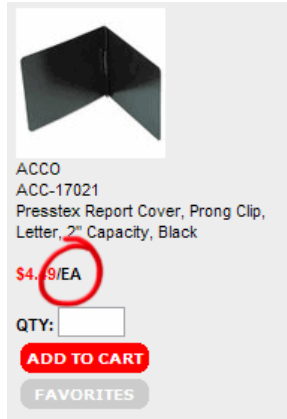 ACCO
ACC-17021
Presstex Report Cover, Prong Clip,
Letter, 2" Capacity, Black
$4.49/EA
QTY:
ADD TO CART
FAVORITES